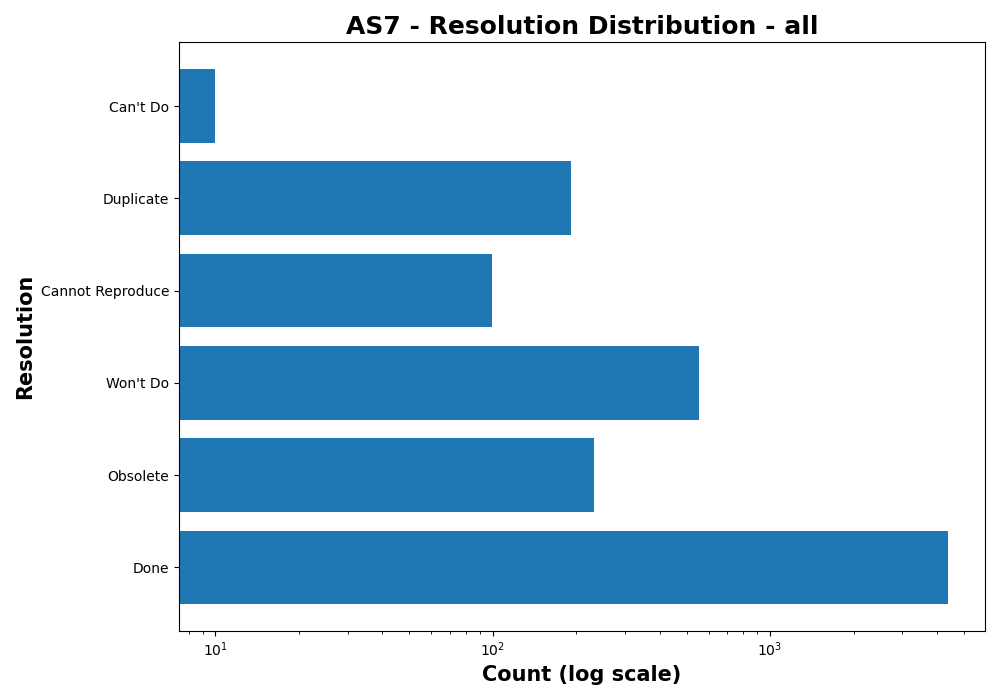 AS7 - Resolution Distribution - all
Can't Do
Duplicate
Cannot Reproduce
Won't Do
Obsolete
Done
Resolution
10¹ 10² 10³
Count (log scale)